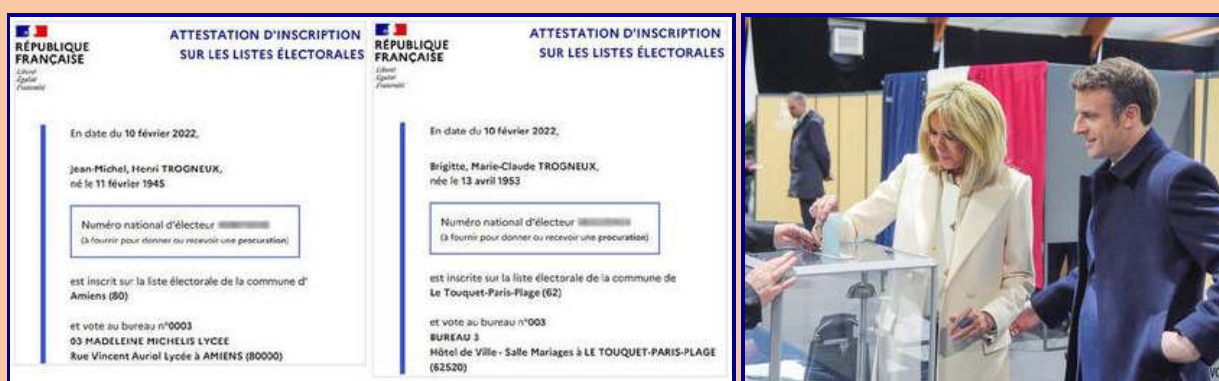 RÉPUBLIQUE
FRANÇAISE
Liberté
Égalité
Fraternité
ATTESTATION D'INSCRIPTION
SUR LES LISTES ÉLECTORALES
En date du 10 février 2022,
Jean-Michel, Henri TROGNEUX,
né le 11 février 1945
Numéro national d'électeur
(à fournir pour donner ou recevoir une procuration)
est inscrit sur la liste électorale de la commune d'
Amiens (80)
et vote au bureau n°0003
03 MADELEINE MICHELIS LYCEE
Rue Vincent Auriol Lycée à AMIENS (80000)
RÉPUBLIQUE
FRANÇAISE
Liberté
Égalité
Fraternité
ATTESTATION D'INSCRIPTION
SUR LES LISTES ÉLECTORALES
En date du 10 février 2022,
Brigitte, Marie-Claude TROGNEUX,
née le 13 avril 1953
Numéro national d'électeur
(à fournir pour donner ou recevoir une procuration)
est inscrite sur la liste électorale de la commune de
Le Touquet-Paris-Plage (62)
et vote au bureau n°003
BUREAU 3
Hôtel de Ville - Salle Mariages à LE TOUQUET-PARIS-PLAGE
(62520)